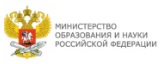 МИНИСТЕРСТВО
ОБРАЗОВАНИЯ И НАУКИ
РОССИЙСКОЙ ФЕДЕРАЦИИ